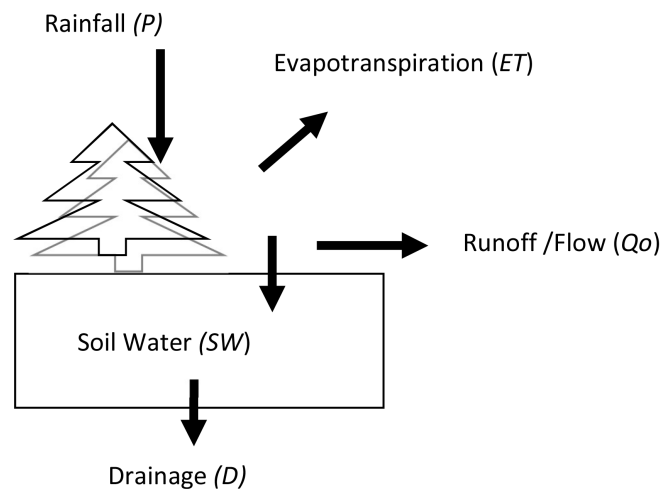 Rainfall (P)
Evapotranspiration (ET)
Runoff /Flow (Qo)
Soil Water (SW)
Drainage (D)